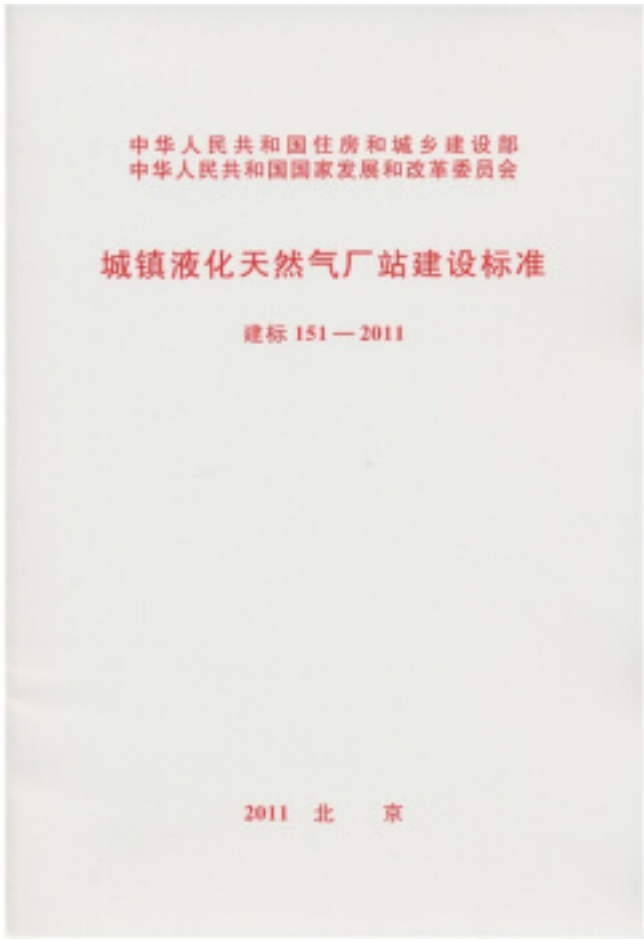 中华人民共和国住房和城乡建设部
中华人民共和国国家发展和改革委员会
城镇液化天然气厂站建设标准
建标 151—2011
2011 北 京